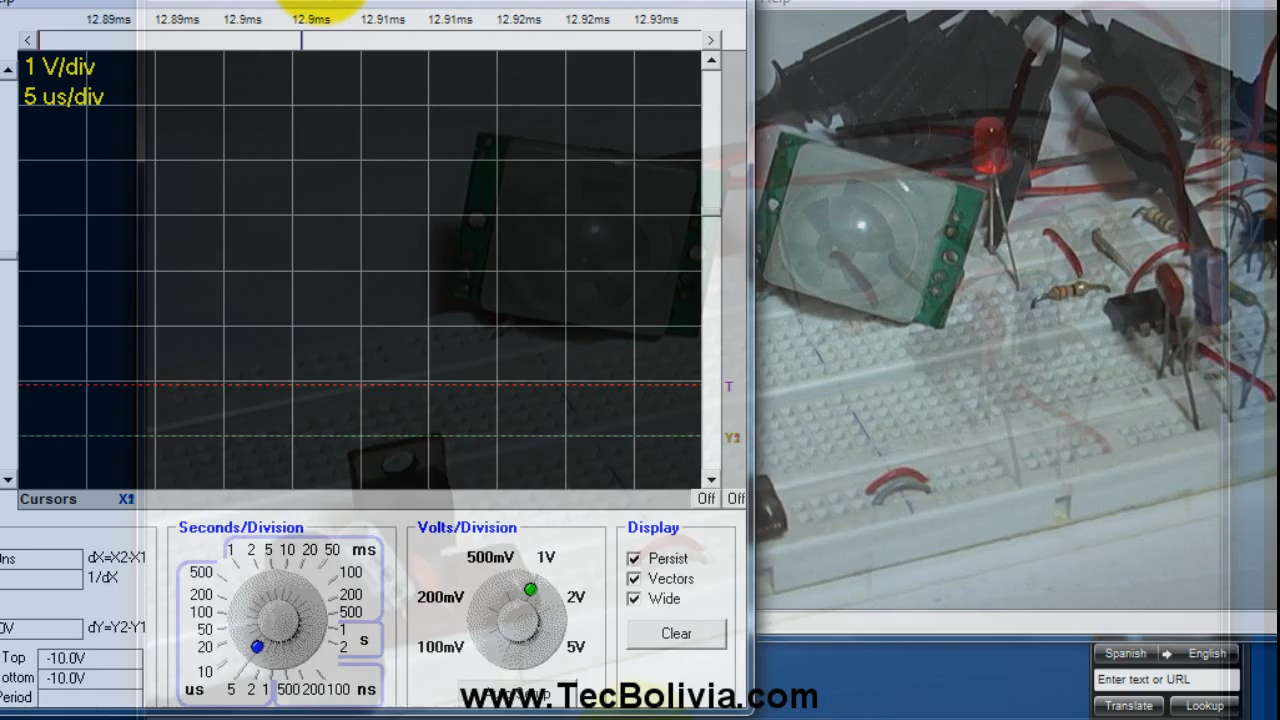 elp
Help
12.89ms 12.89ms 12.9ms 12.9ms 12.91ms 12.91ms 12.92ms 12.92ms 12.93ms
1 V/div
5 us/div
T
Cursors X1
Off Off
Seconds/Division
1 2 5 10 20 50 ms
500 100
200 200
100 500
50 1
20 2 s
10
us 5 2 1 500 200 100 ns
Volts/Division
500mV 1V
200mV 2V
100mV 5V
Display
Persist
Vectors
Wide
Clear
dX=X2-X1
1/dX
0V dY=Y2-Y1
Top -10.0V
ottom -10.0V
Period
www.TecBolivia.com
Spanish English
Enter text or URL
Translate Lookup